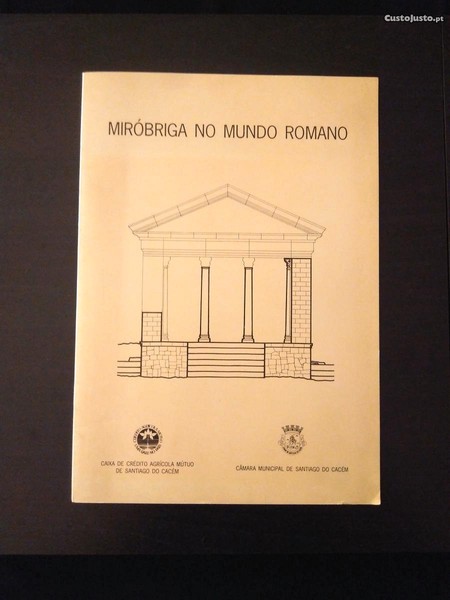 CustoJusto.pt
MIRÓBRIGA NO MUNDO ROMANO
CAIXA DE CRÉDITO AGRÍCOLA MÚTUO
DE SANTIAGO DO CACÉM
CÂMARA MUNICIPAL DE SANTIAGO DO CACÉM